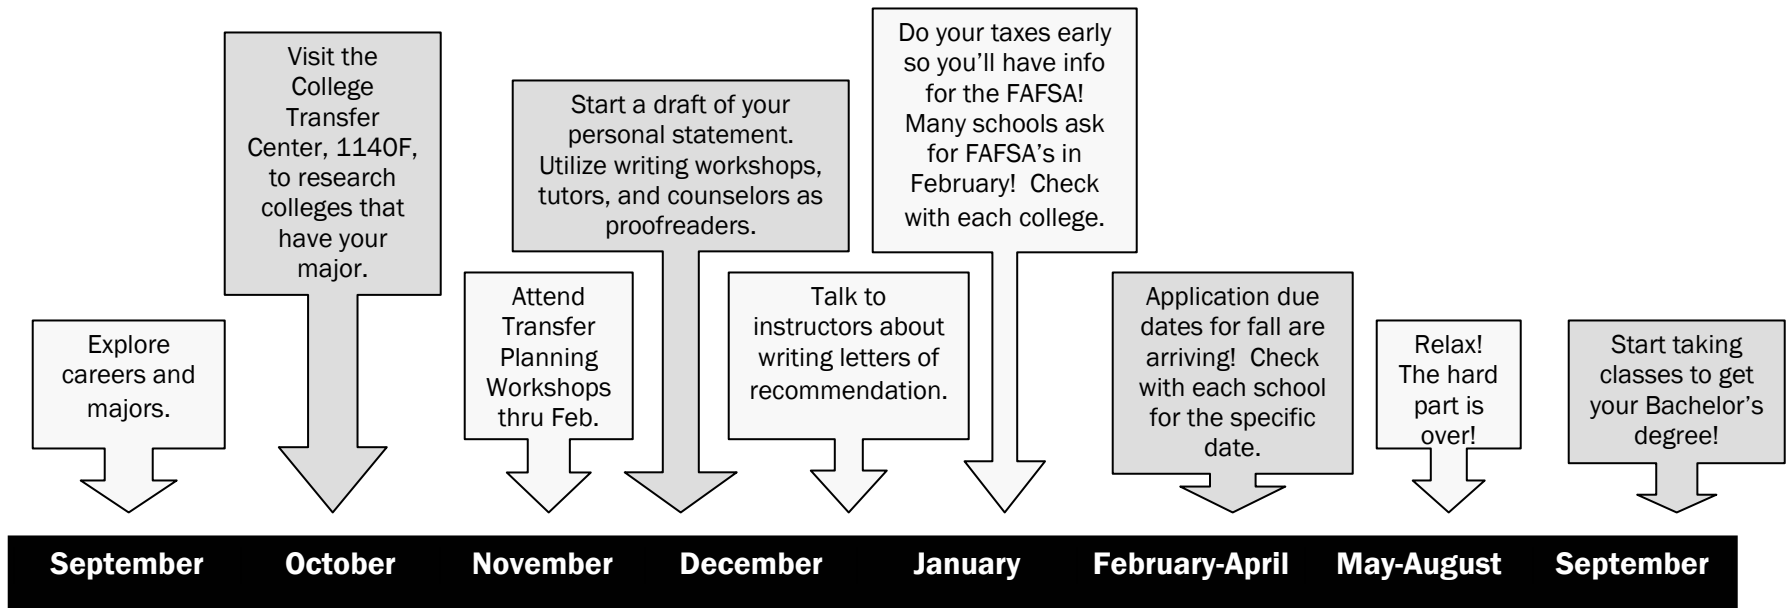 Explore
careers and
majors.
Visit the
College
Transfer
Center, 1140F,
to research
colleges that
have your
major.
Attend
Transfer
Planning
Workshops
thru Feb.
Start a draft of your
personal statement.
Utilize writing workshops,
tutors, and counselors as
proofreaders.
Talk to
instructors about
writing letters of
recommendation.
Do your taxes early
so you’ll have info
for the FAFSA!
Many schools ask
for FAFSA’s in
February!  Check
with each college.
Application due
dates for fall are
arriving!  Check
with each school
for the specific
date.
Relax!
The hard
part is
over!
Start taking
classes to get
your Bachelor’s
degree!
September October November December January February-April May-August September